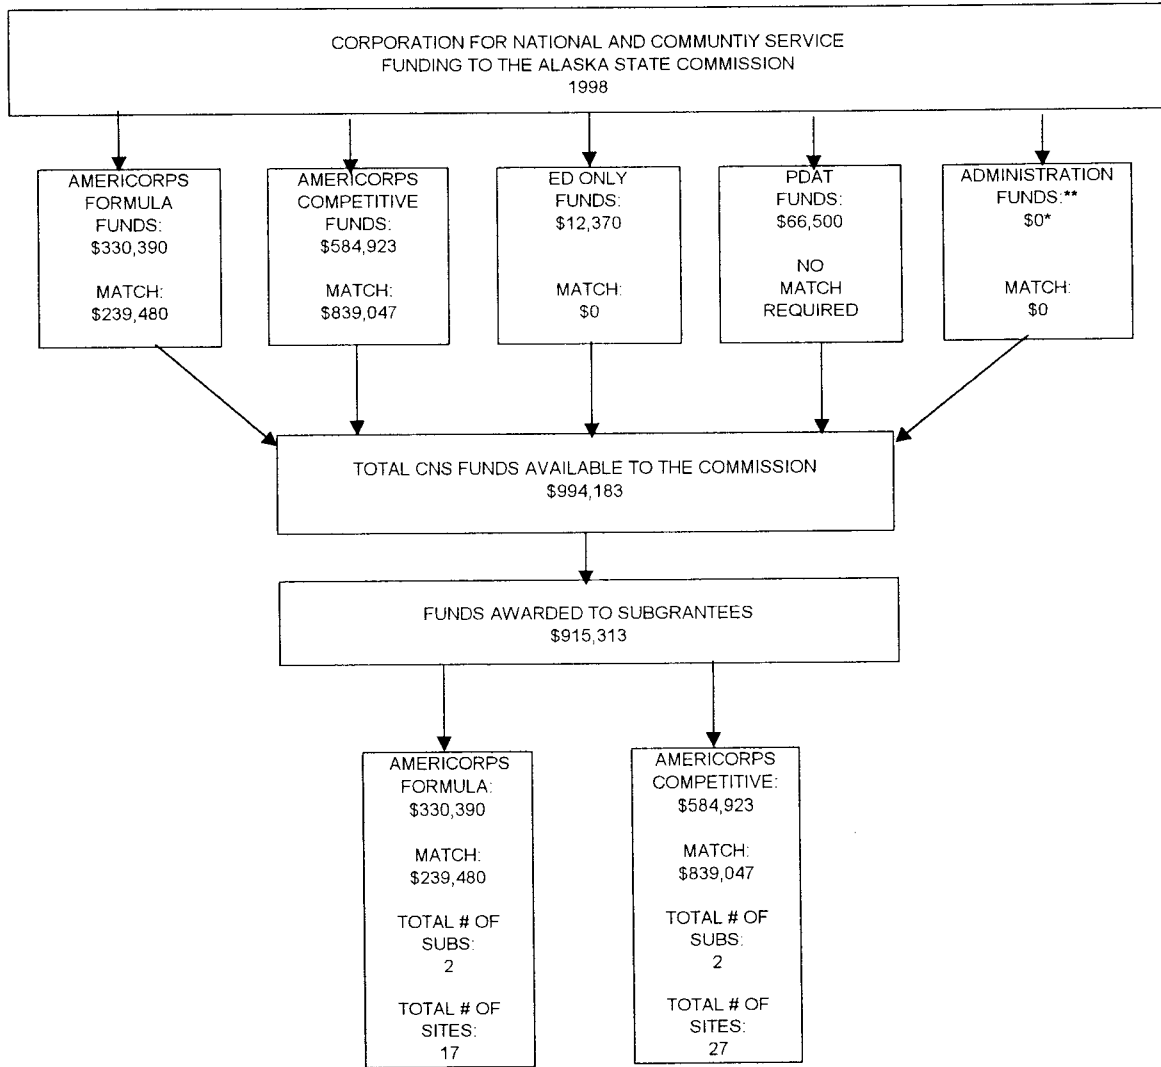 CORPORATION FOR NATIONAL AND COMMUNTIY SERVICE
FUNDING TO THE ALASKA STATE COMMISSION
1998
AMERICORPS
FORMULA
FUNDS:
$330,390
MATCH:
$239,480
AMERICORPS
COMPETITIVE
FUNDS:
$584,923
MATCH:
$839,047
ED ONLY
FUNDS:
$12,370
MATCH:
$0
PDAT
FUNDS:
$66,500
NO
MATCH
REQUIRED
ADMINISTRATION
FUNDS:**
$0*
MATCH:
$0
TOTAL CNS FUNDS AVAILABLE TO THE COMMISSION
$994,183
FUNDS AWARDED TO SUBGRANTEES
$915,313
AMERICORPS
FORMULA:
$330,390
MATCH:
$239,480
TOTAL # OF
SUBS:
2
TOTAL # OF
SITES:
17
AMERICORPS
COMPETITIVE:
$584,923
MATCH:
$839,047
TOTAL # OF
SUBS:
2
TOTAL # OF
SITES:
27